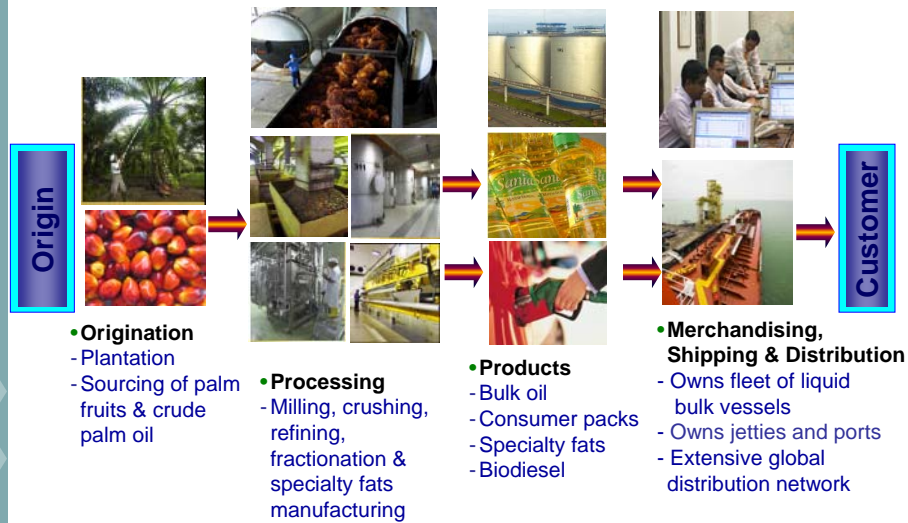 Origin
•Origination
-Plantation
-Sourcing of palm
fruits & crude
palm oil
•Processing
-Milling, crushing,
refining,
fractionation &
specialty fats
manufacturing
Sania
•Products
-Bulk oil
-Consumer packs
-Specialty fats
-Biodiesel
•Merchandising,
Shipping & Distribution
- Owns fleet of liquid
bulk vessels
- Owns jetties and ports
- Extensive global
distribution network
Customer